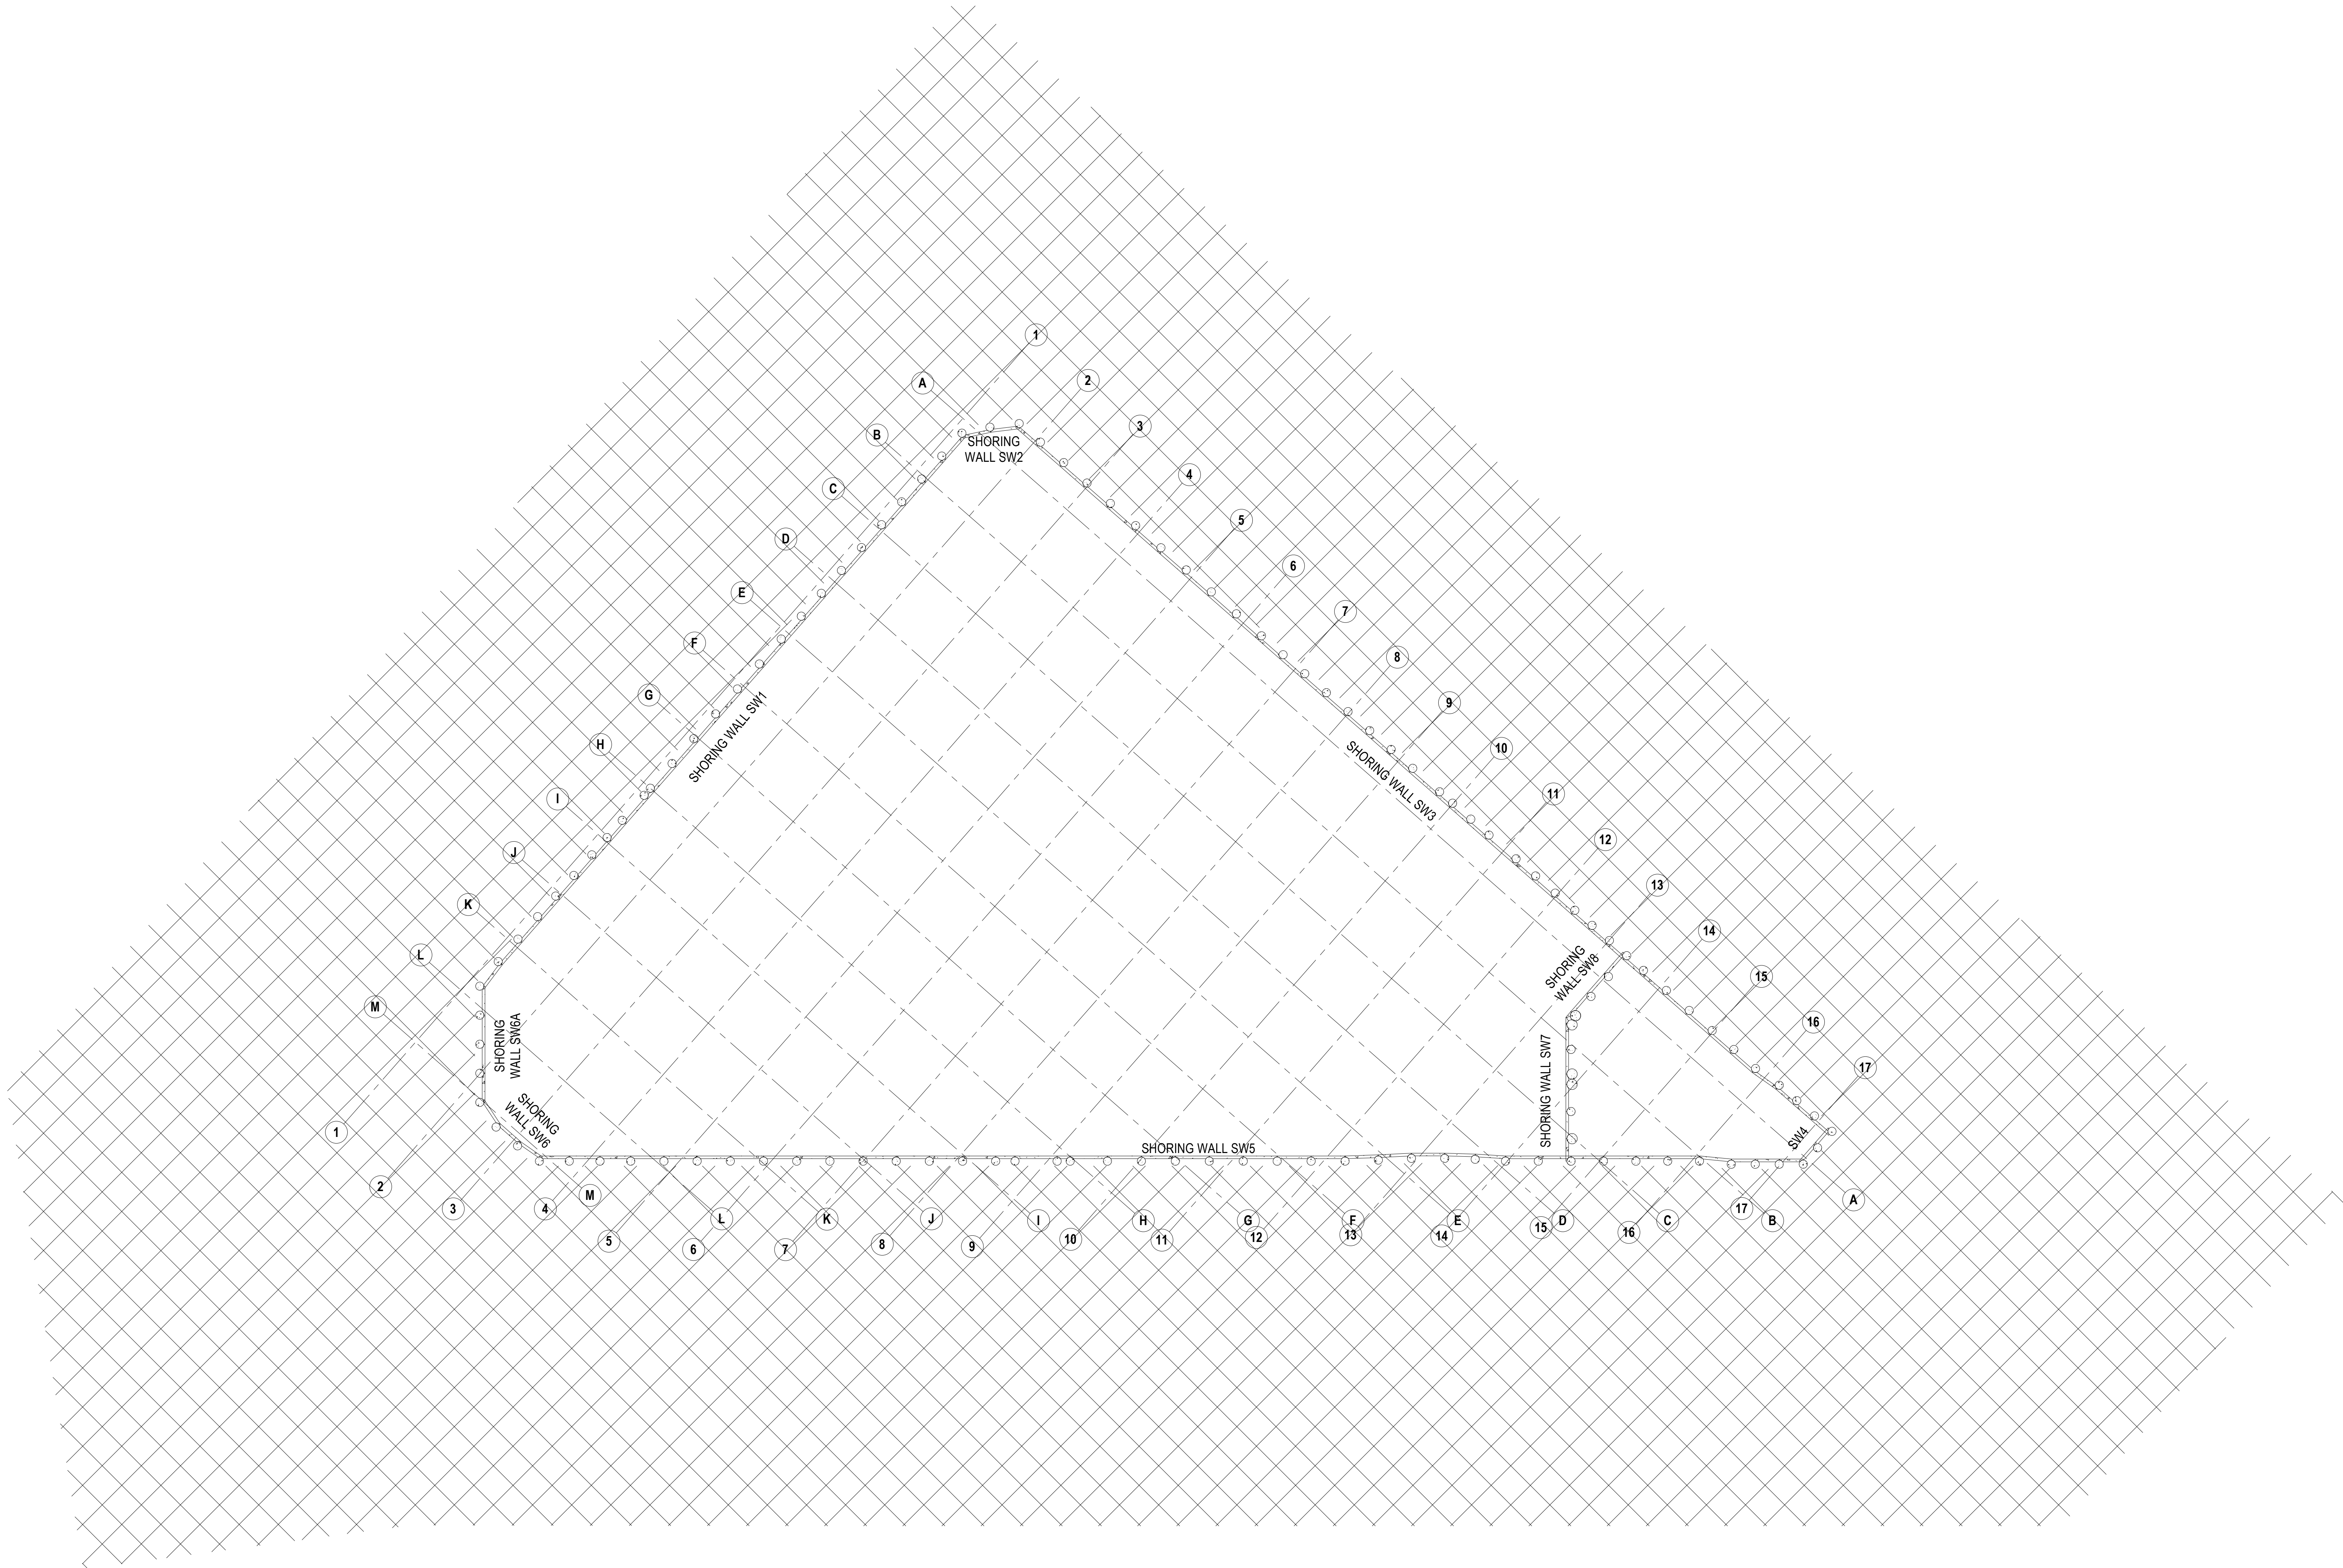 1
A
2
B
3
SHORING
WALL SW2
C
4
D
5
E
6
F
7
G
8
SHORING WALL SW1
H
9
I
10
SHORING WALL SW3
J
11
K
12
L
13
M
14
SHORING
WALL SW8
15
SHORING
WALL SW6A
16
SHORING WALL SW7
17
SHORING
WALL SW6
SW4
1
SHORING WALL SW5
2
3
4
M
5
6
L
7
K
8
J
9
I
10
H
11
G
12
F
13
E
14
D
15
C
16
B
17
A